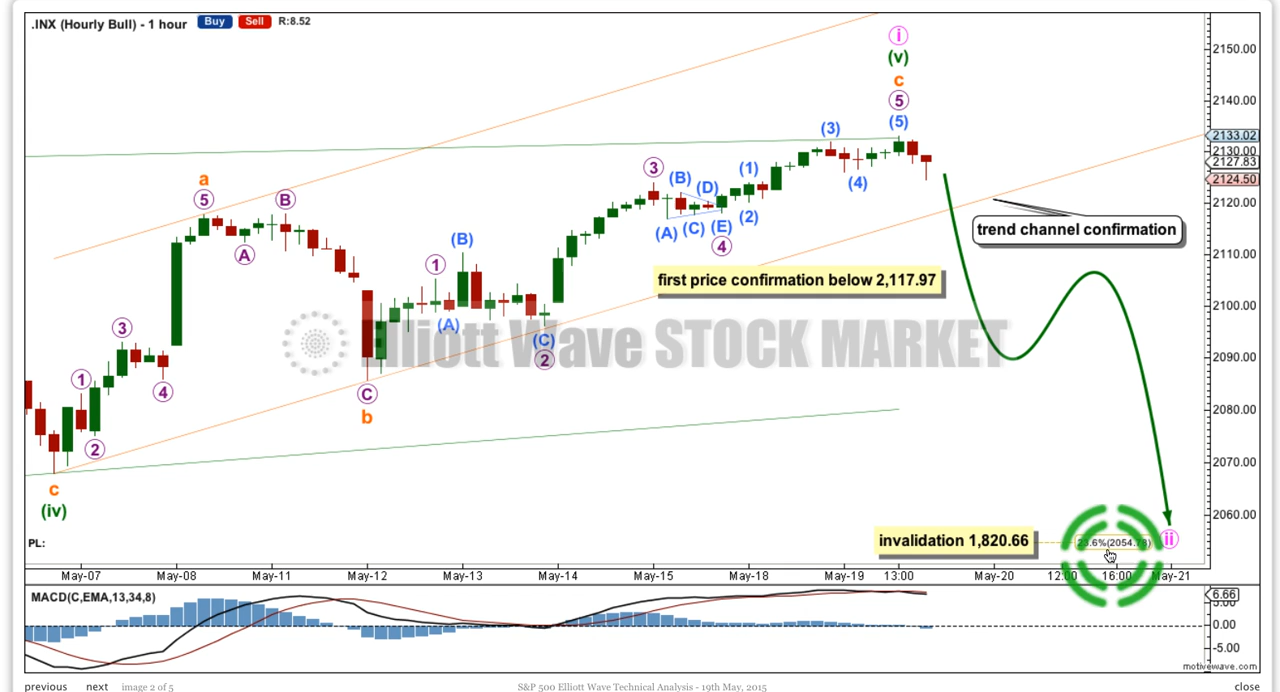 .INX (Hourly Bull) - 1 hour Buy Sell R:8.52
2150.00
2140.00
2133.02
2130.00
2127.83
2124.50
2120.00
2110.00
2100.00
2090.00
2080.00
2070.00
2060.00
i
(v)
c
5
(5)
(3)
(4)
3
(B)
(D)
(1)
(2)
(A)
(C)
(E)
4
a
5
B
A
3
1
4
2
c
(iv)
1
(B)
(A)
(C)
2
C
b
trend channel confirmation
first price confirmation below 2,117.97
Elliott Wave STOCK MARKET
invalidation 1,820.66
ii
PL:
May-07 May-08 May-11 May-12 May-13 May-14 May-15 May-18 May-19 13:00 May-20 12:00 16:00 May-21
MACD(C,EMA,13,34,8)
6.66
5.00
0.00
-5.00
motivewave.com
previous next image 2 of 5 S&P 500 Elliott Wave Technical Analysis - 19th May, 2015 close